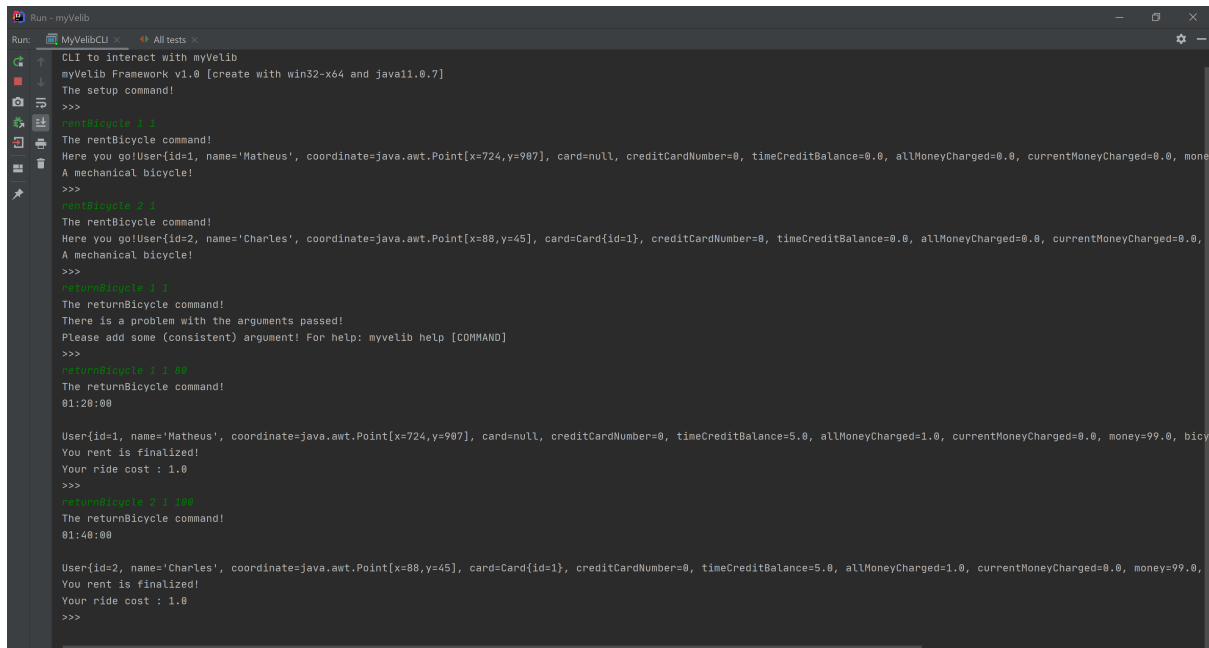 Run - myVelib
Run: MyVelibCLI All tests
CLI to interact with myVelib
myVelib Framework v1.0 [create with win32-x64 and java11.0.7]
The setup command!
>>>
rentBicycle 1 1
The rentBicycle command!
Here you go!User{id=1, name='Matheus', coordinate=java.awt.Point[x=724,y=907], card=null, creditCardNumber=0, timeCreditBalance=0.0, allMoneyCharged=0.0, currentMoneyCharged=0.0, mone
A mechanical bicycle!
>>>
rentBicycle 2 1
The rentBicycle command!
Here you go!User{id=2, name='Charles', coordinate=java.awt.Point[x=88,y=45], card=Card{id=1}, creditCardNumber=0, timeCreditBalance=0.0, allMoneyCharged=0.0, currentMoneyCharged=0.0,
A mechanical bicycle!
>>>
returnBicycle 1 1
The returnBicycle command!
There is a problem with the arguments passed!
Please add some (consistent) argument! For help: myvelib help [COMMAND]
>>>
returnBicycle 1 1 80
The returnBicycle command!
01:20:00
User{id=1, name='Matheus', coordinate=java.awt.Point[x=724,y=907], card=null, creditCardNumber=0, timeCreditBalance=5.0, allMoneyCharged=1.0, currentMoneyCharged=0.0, money=99.0, bicy
You rent is finalized!
Your ride cost : 1.0
>>>
returnBicycle 2 1 100
The returnBicycle command!
01:40:00
User{id=2, name='Charles', coordinate=java.awt.Point[x=88,y=45], card=Card{id=1}, creditCardNumber=0, timeCreditBalance=5.0, allMoneyCharged=1.0, currentMoneyCharged=0.0, money=99.0,
You rent is finalized!
Your ride cost : 1.0
>>>